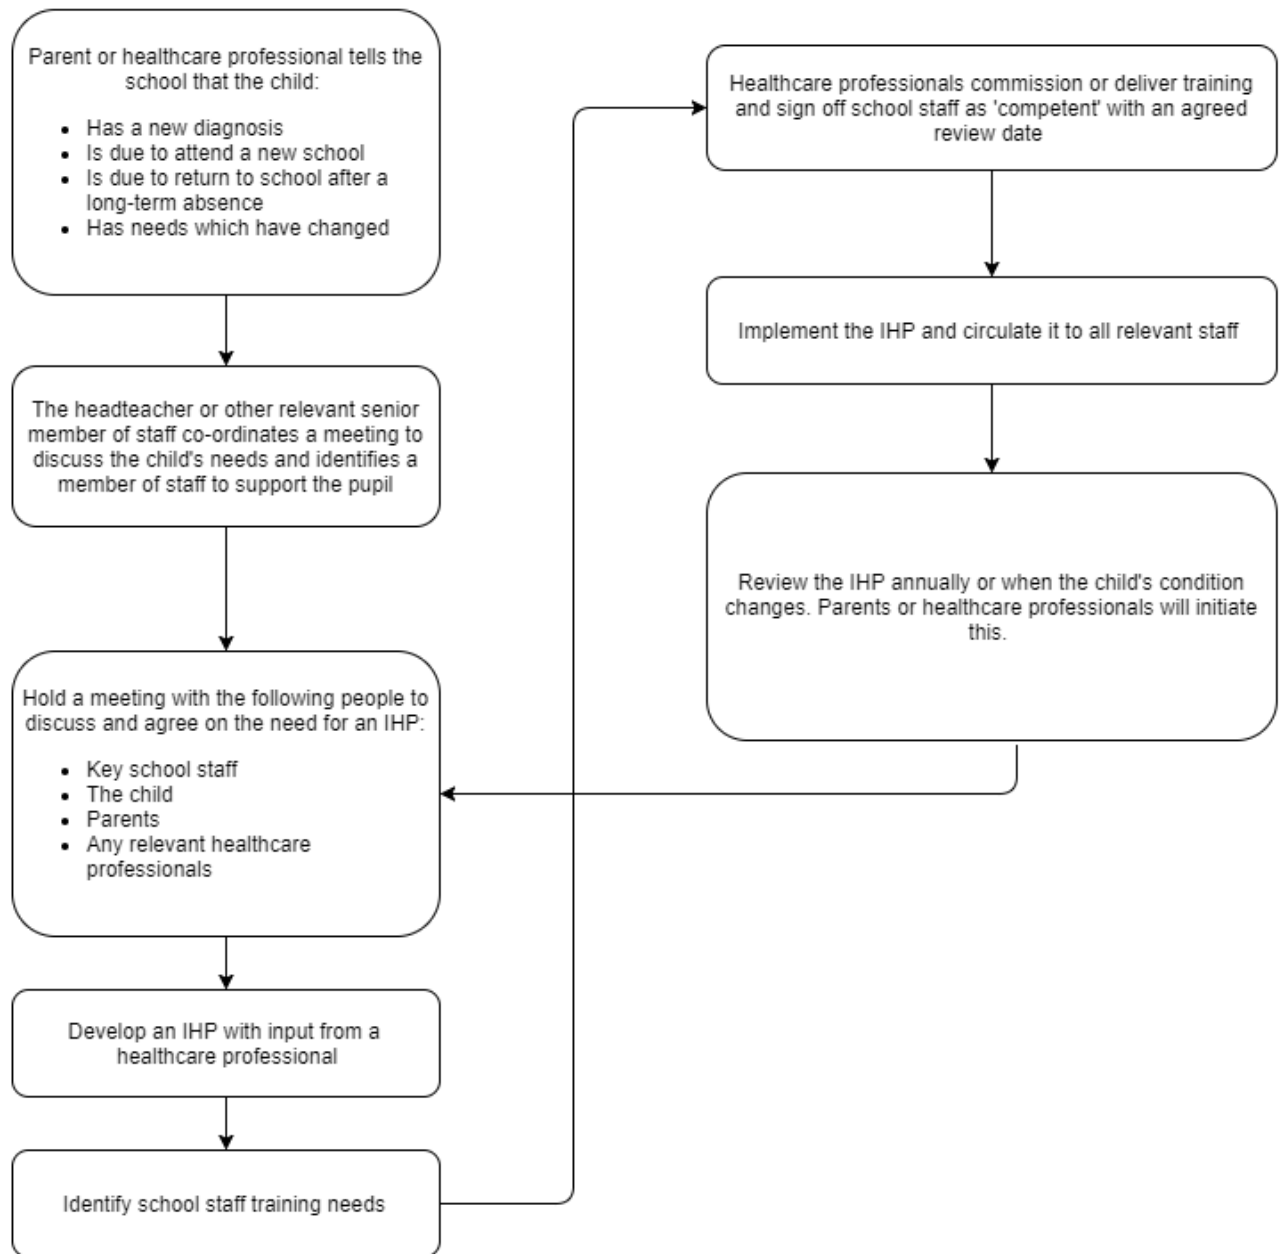 Parent or healthcare professional tells the
school that the child:
• Has a new diagnosis
• Is due to attend a new school
• Is due to return to school after a
long-term absence
• Has needs which have changed
The headteacher or other relevant senior
member of staff co-ordinates a meeting to
discuss the child's needs and identifies a
member of staff to support the pupil
Hold a meeting with the following people to
discuss and agree on the need for an IHP:
• Key school staff
• The child
• Parents
• Any relevant healthcare
professionals
Develop an IHP with input from a
healthcare professional
Identify school staff training needs
Healthcare professionals commission or deliver training
and sign off school staff as 'competent' with an agreed
review date
Implement the IHP and circulate it to all relevant staff
Review the IHP annually or when the child's condition
changes. Parents or healthcare professionals will initiate
this.